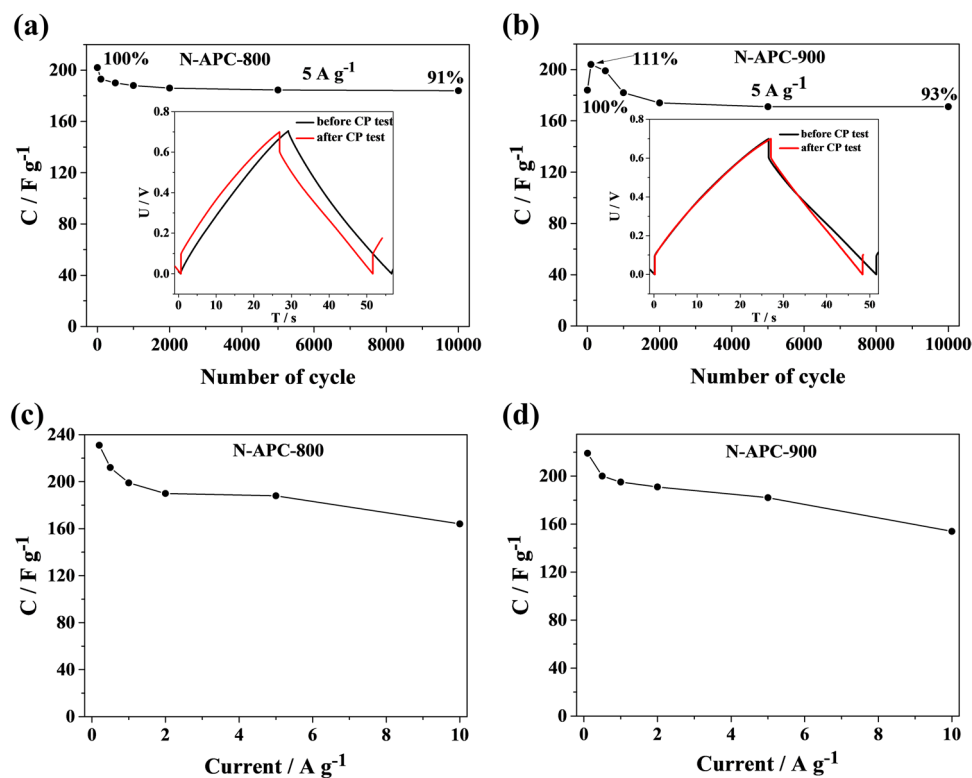 (a)
N-APC-800
100%
5 A g-1
91%
before CP test
after CP test
U / V
0.8
0.6
0.4
0.2
0.0
0 10 20 30 40 50
T / s
C / F g-1
240
200
160
120
80
40
0
0 2000 4000 6000 8000 10000
Number of cycle
(b)
N-APC-900
111%
5 A g-1
100%
93%
before CP test
after CP test
U / V
0.8
0.6
0.4
0.2
0.0
0 10 20 30 40 50
T / s
C / F g-1
200
160
120
80
40
0
0 2000 4000 6000 8000 10000
Number of cycle
(c)
N-APC-800
C / F g-1
240
200
160
120
80
40
0
0 2 4 6 8 10
Current / A g-1
(d)
N-APC-900
C / F g-1
200
160
120
80
40
0
0 2 4 6 8 10
Current / A g-1